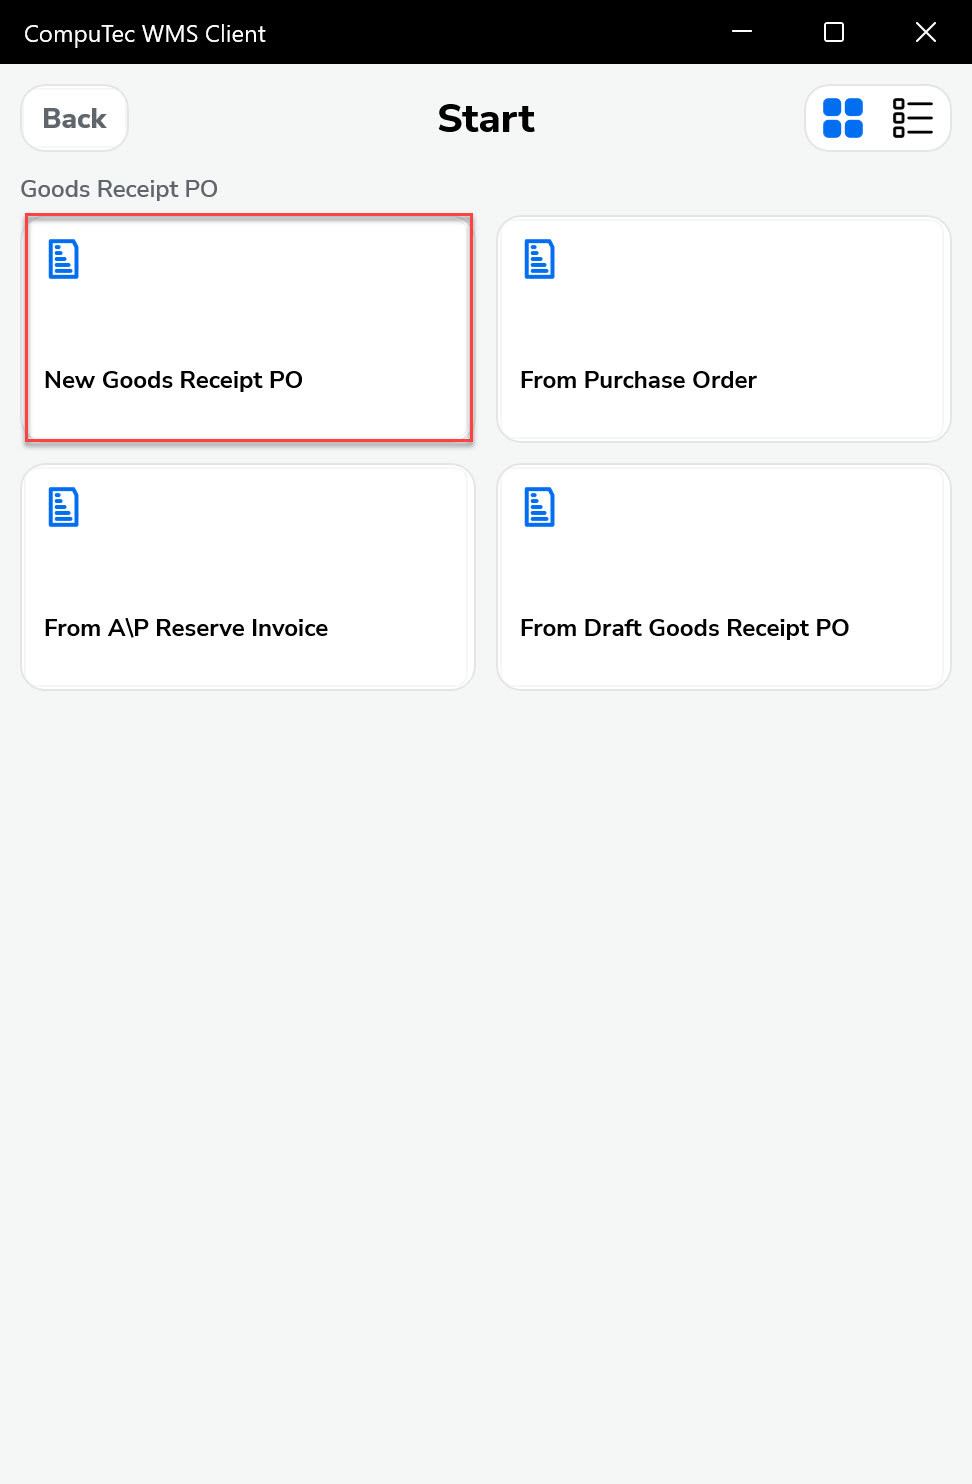 CompuTec WMS Client
Back
Start
Goods Receipt PO
New Goods Receipt PO
From Purchase Order
From A\P Reserve Invoice
From Draft Goods Receipt PO